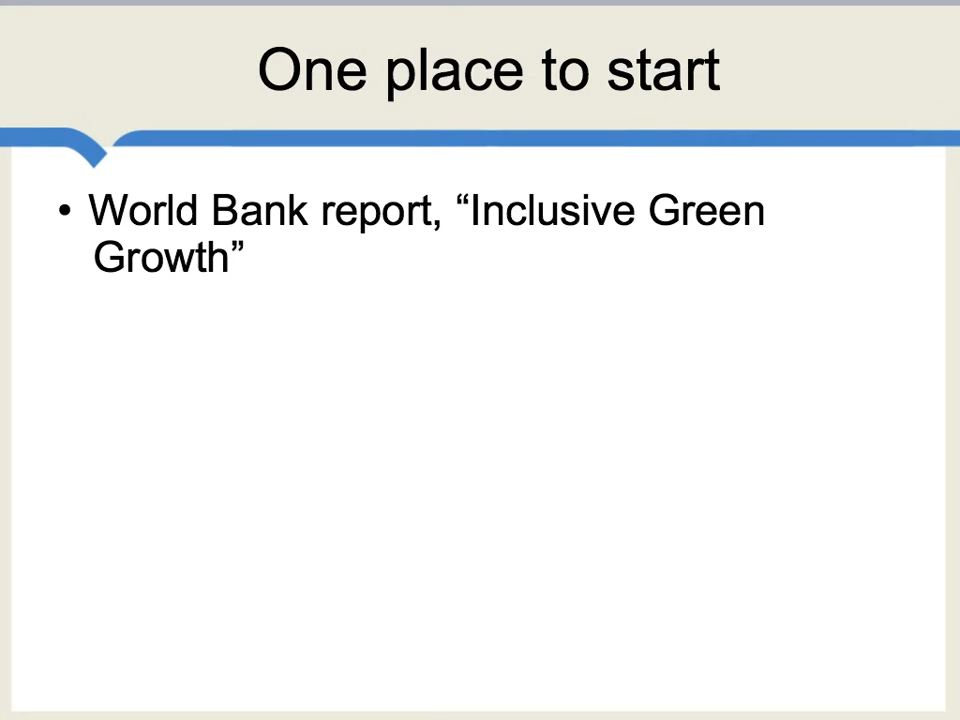 One place to start
• World Bank report, “Inclusive Green
Growth”